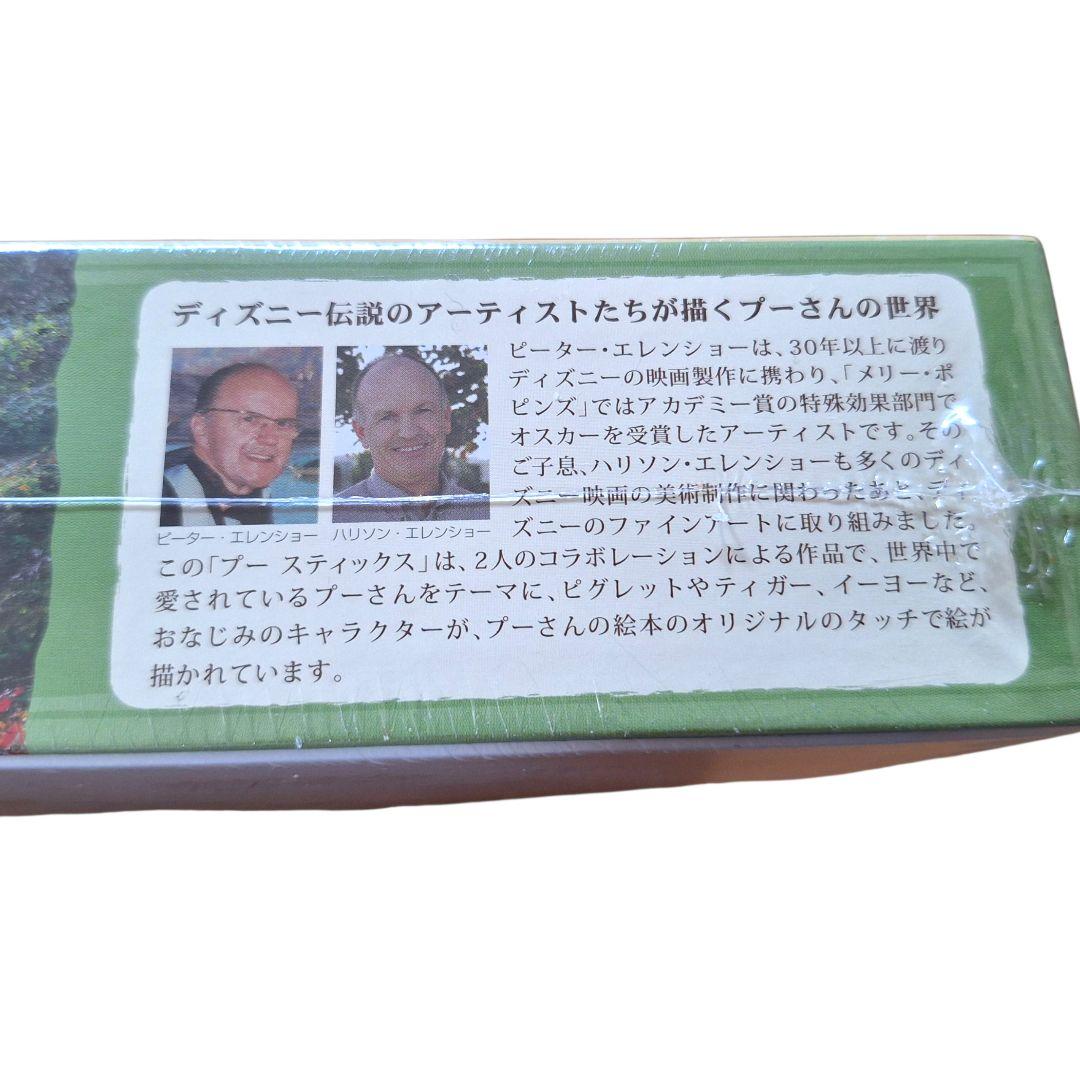 ディズニー伝説のアーティストたちが描くプーさんの世界
ピーター・エレンショーは、30年以上に渡り
ディズニーの映画製作に携わり、「メリー・ポ
ピンズ」ではアカデミー賞の特殊効果部門で
オスカーを受賞したアーティストです。その
ご子息、ハリソン・エレンショーも多くのディ
ズニー映画の美術制作に関わったあと、ディ
ズニーのファインアートに取り組みました。
ピーター・エレンショー
ハリソン・エレンショー
この「プー スティックス」は、2人のコラボレーションによる作品で、世界中で
愛されているプーさんをテーマに、ピグレットやティガー、イーヨーなど、
おなじみのキャラクターが、プーさんの絵本のオリジナルのタッチで絵が
描かれています。